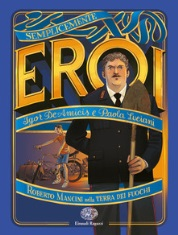 SEMPLICEMENTE
EROI
Igor De Amicis e Paola Luciani
ROBERTO MANCINI nella TERRA DEI FUOCHI
Einaudi Ragazzi